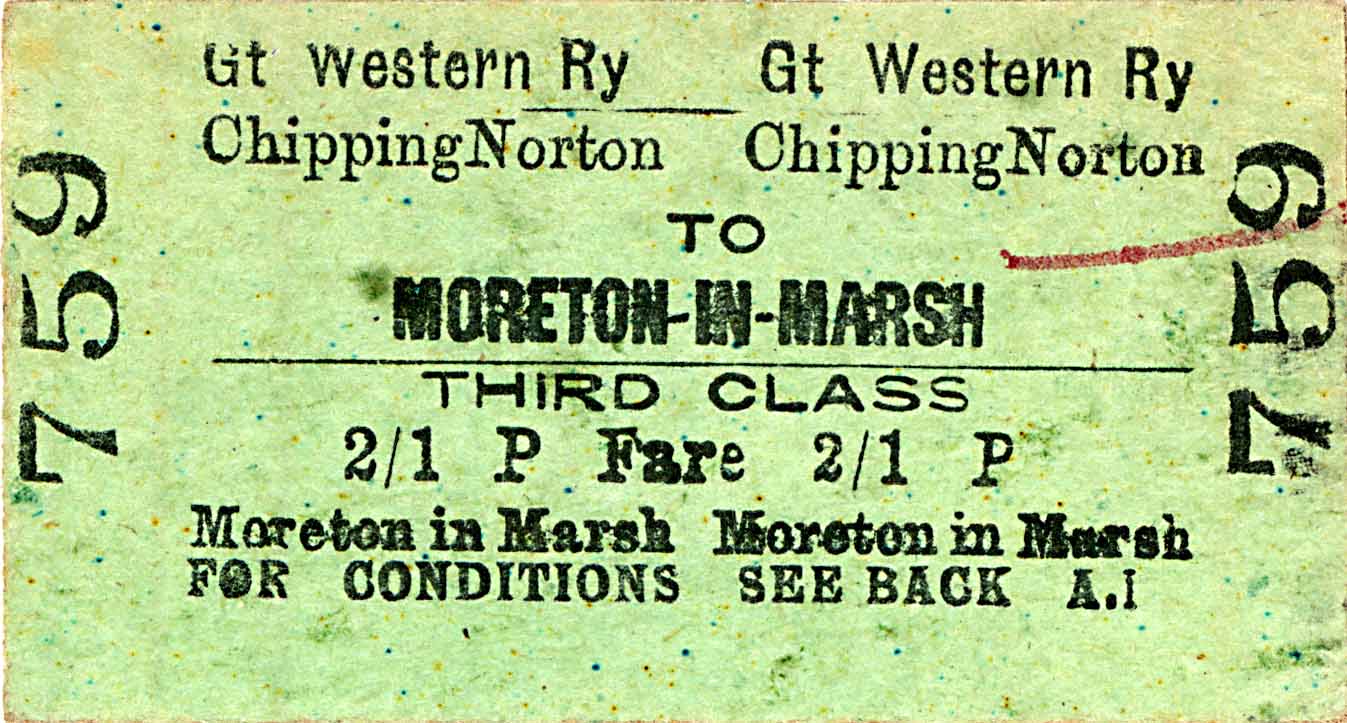 Gt Western Ry Gt Western Ry
ChippingNorton ChippingNorton
TO
MORETON-IN-MARSH
THIRD CLASS
2/1 P Fare 2/1 P
Moreton in Marsh Moreton in Marsh
FOR CONDITIONS SEE BACK A.I
759
759